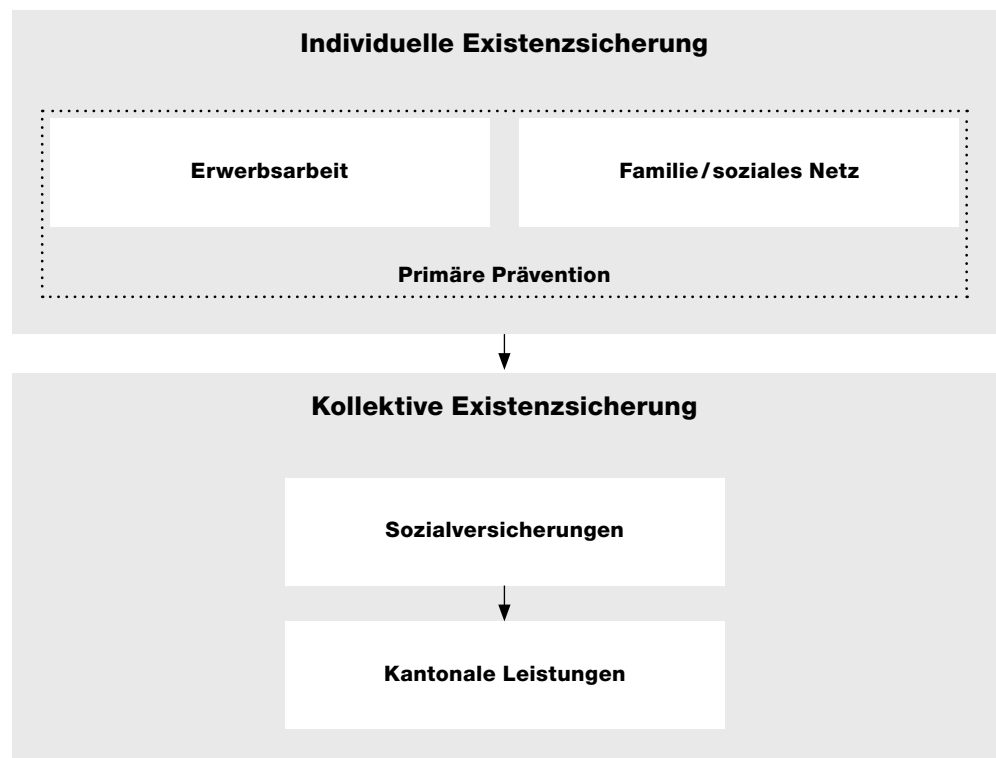 Individuelle Existenzsicherung
Erwerbsarbeit
Familie/soziales Netz
Primäre Prävention
Kollektive Existenzsicherung
Sozialversicherungen
Kantonale Leistungen